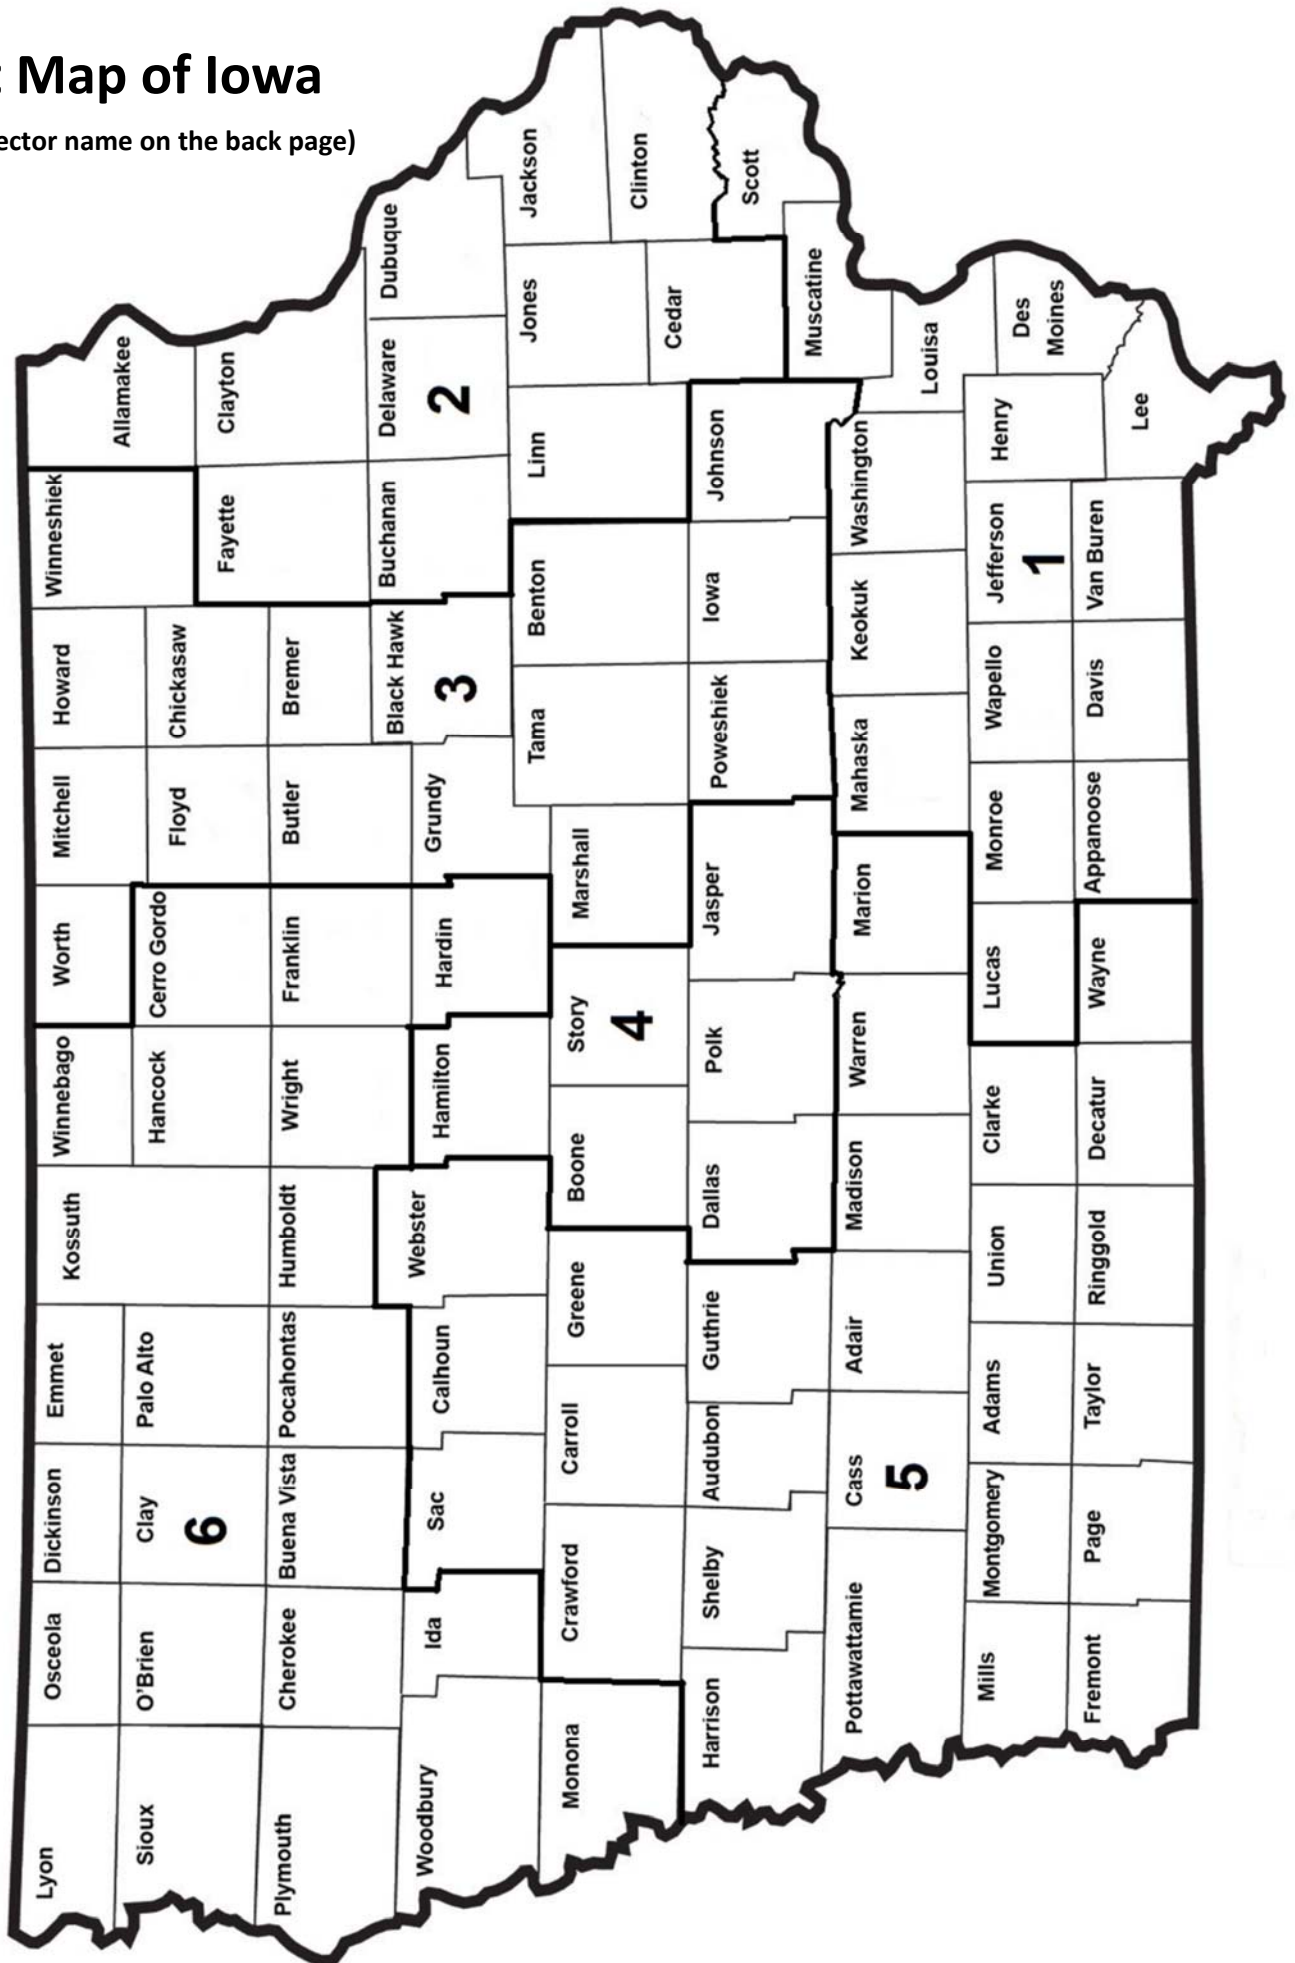 Map of Iowa
ector name on the back page)
Lyon
Osceola
Dickinson
Emmet
Kossuth
Winnebago
Worth
Mitchell
Howard
Winneshiek
Allamakee
Sioux
O'Brien
Clay
Palo Alto
Hancock
Cerro Gordo
Floyd
Chickasaw
Fayette
Clayton
6
Plymouth
Cherokee
Buena Vista
Pocahontas
Humboldt
Wright
Franklin
Butler
Bremer
Black Hawk
Buchanan
Delaware
Dubuque
Woodbury
Ida
Sac
Calhoun
Webster
Hamilton
Hardin
Grundy
3
2
Monona
Crawford
Carroll
Greene
Boone
Story
Marshall
Tama
Benton
Linn
Jones
Jackson
4
Clinton
Harrison
Shelby
Audubon
Guthrie
Dallas
Polk
Jasper
Poweshiek
Iowa
Johnson
Cedar
Scott
Muscatine
Pottawattamie
Cass
Adair
Madison
Warren
Marion
Mahaska
Keokuk
Washington
Louisa
5
Mills
Montgomery
Adams
Union
Clarke
Lucas
Monroe
Wapello
Jefferson
Henry
Des
Moines
1
Fremont
Page
Taylor
Ringgold
Decatur
Wayne
Appanoose
Davis
Van Buren
Lee